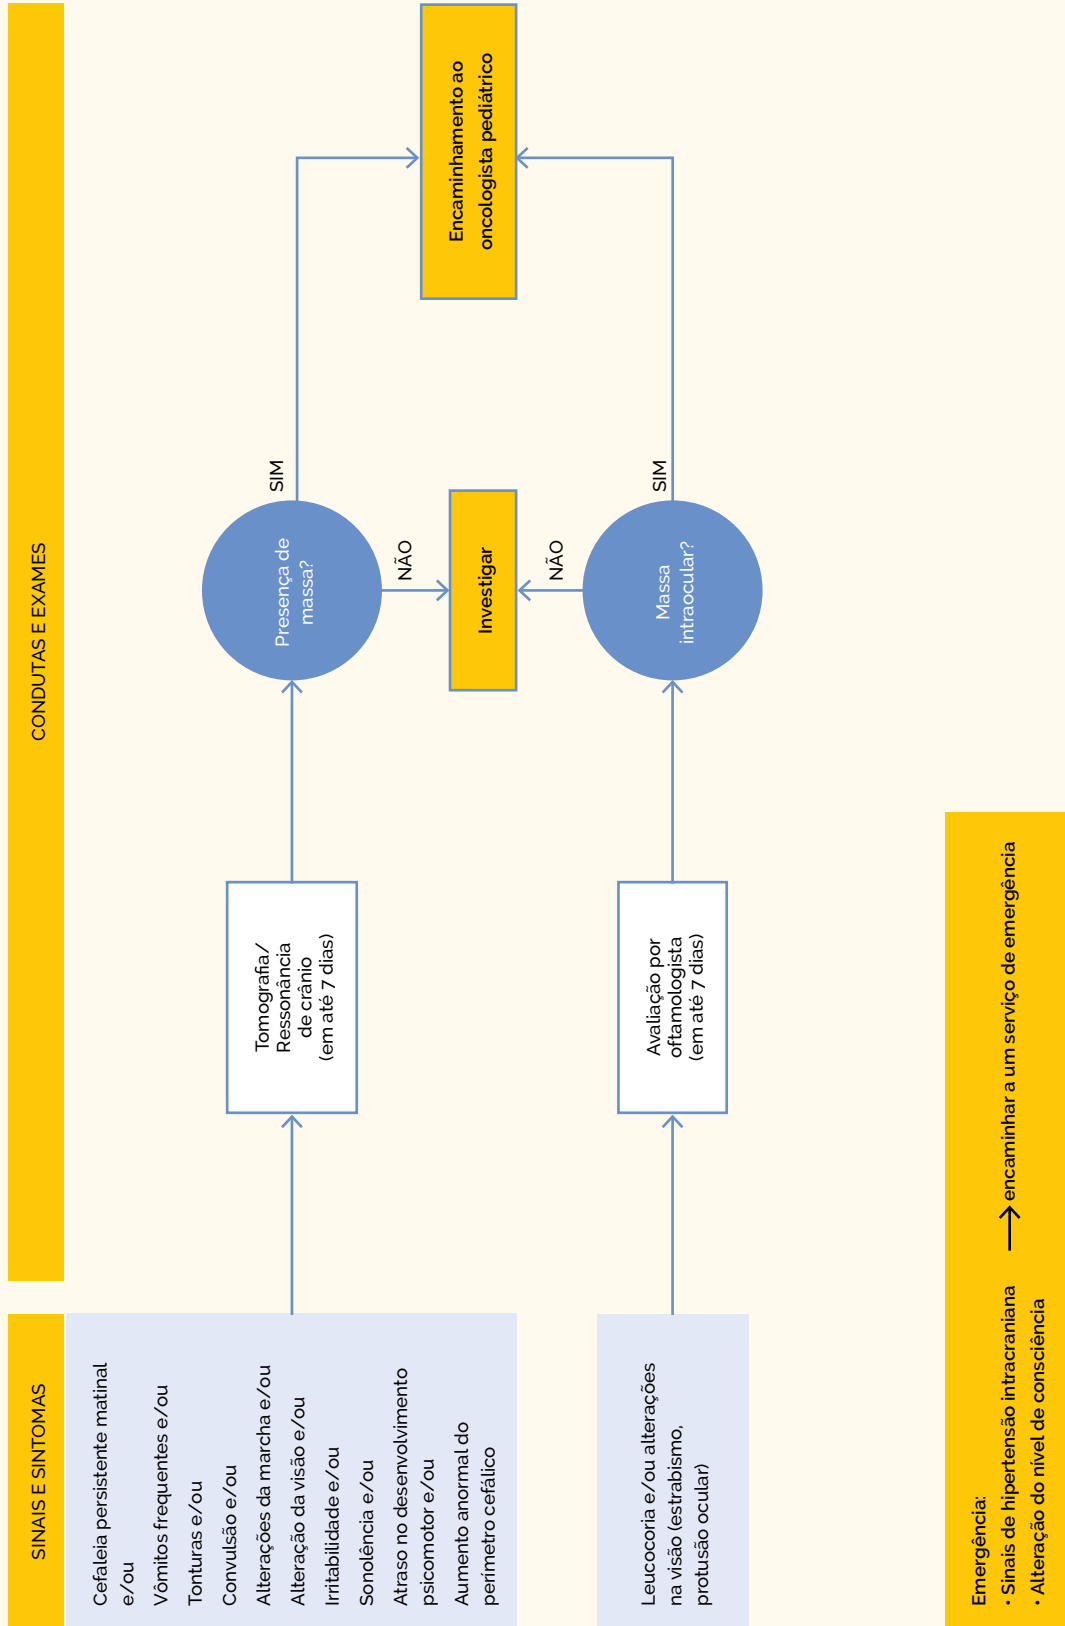 SINAIS E SINTOMAS
CONDUTAS E EXAMES
Cefaleia persistente matinal
e/ou
Vômitos frequentes e/ou
Tonturas e/ou
Convulsão e/ou
Alterações da marcha e/ou
Alteração da visão e/ou
Irritabilidade e/ou
Sonolência e/ou
Atraso no desenvolvimento
psicomotor e/ou
Aumento anormal do
perímetro cefálico
Tomografia/
Ressonância
de crânio
(em até 7 dias)
Presença de
massa?
SIM
NÃO
Investigar
Encaminhamento ao
oncologista pediátrico
Leucocoria e/ou alterações
na visão (estrabismo,
protusão ocular)
Avaliação por
oftamologista
(em até 7 dias)
Massa
intraocular?
SIM
NÃO
Emergência:
• Sinais de hipertensão intracraniana → encaminhar a um serviço de emergência
• Alteração do nível de consciência